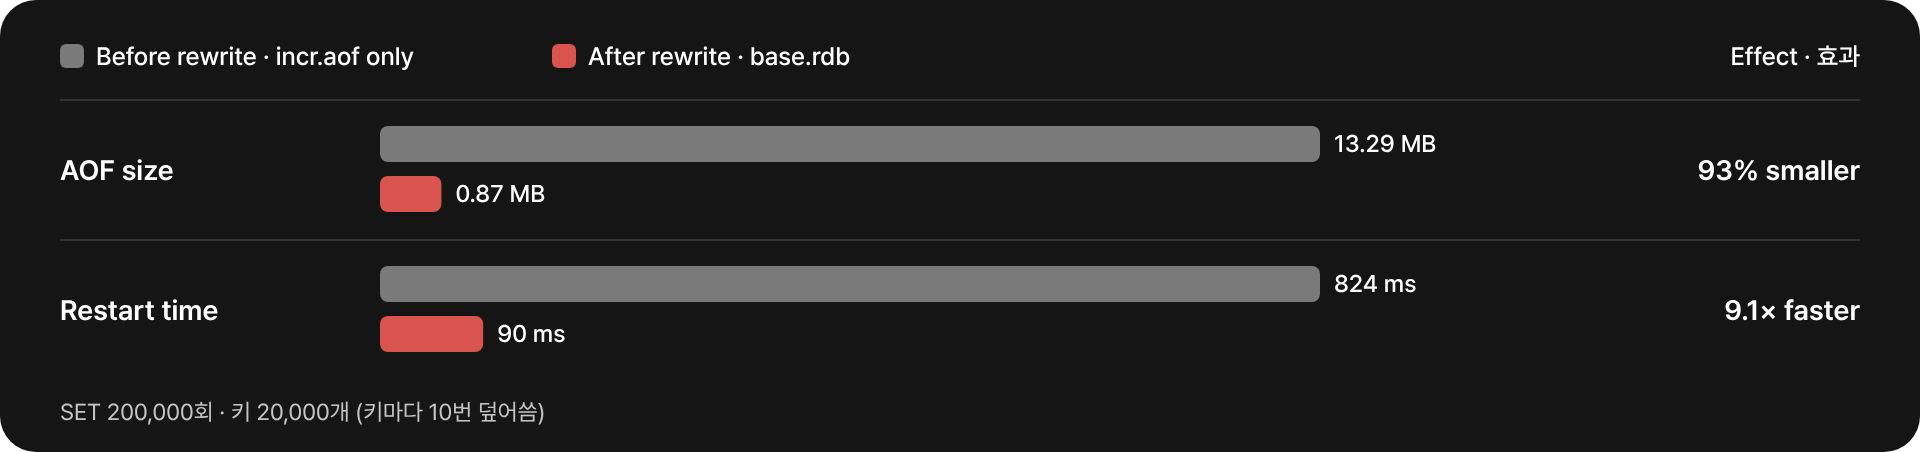 Before rewrite · incr.aof only
After rewrite · base.rdb
Effect · 효과
AOF size
13.29 MB
0.87 MB
93% smaller
Restart time
824 ms
90 ms
9.1× faster
SET 200,000회 · 키 20,000개 (키마다 10번 덮어씀)